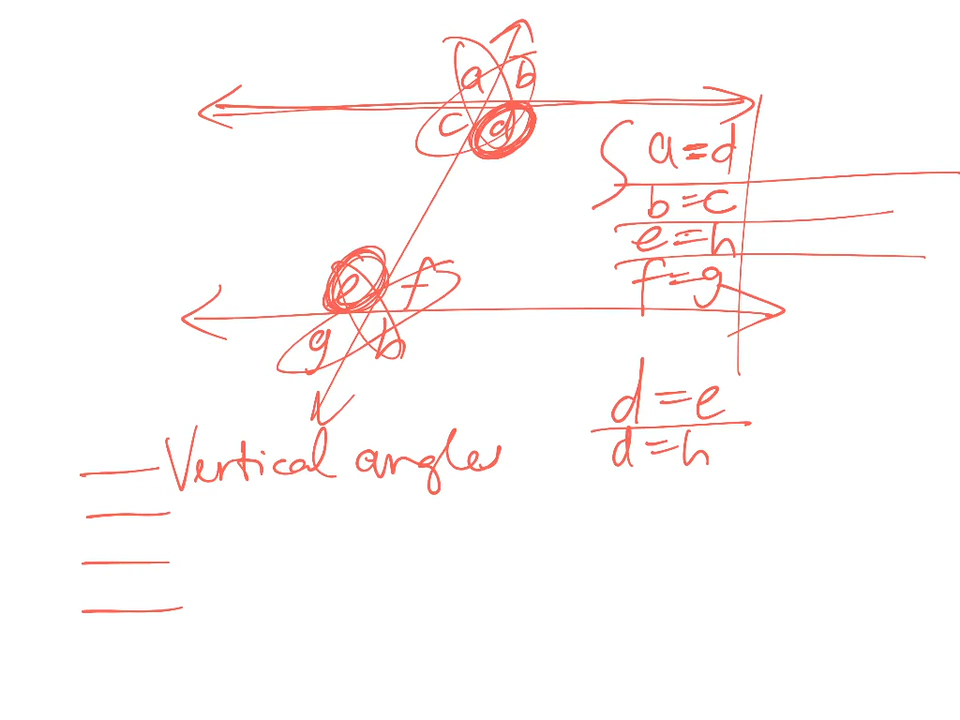 a b
c d
a=d
b=c
e=h
f=g
e f
g h
d=e
d=h
Vertical angles